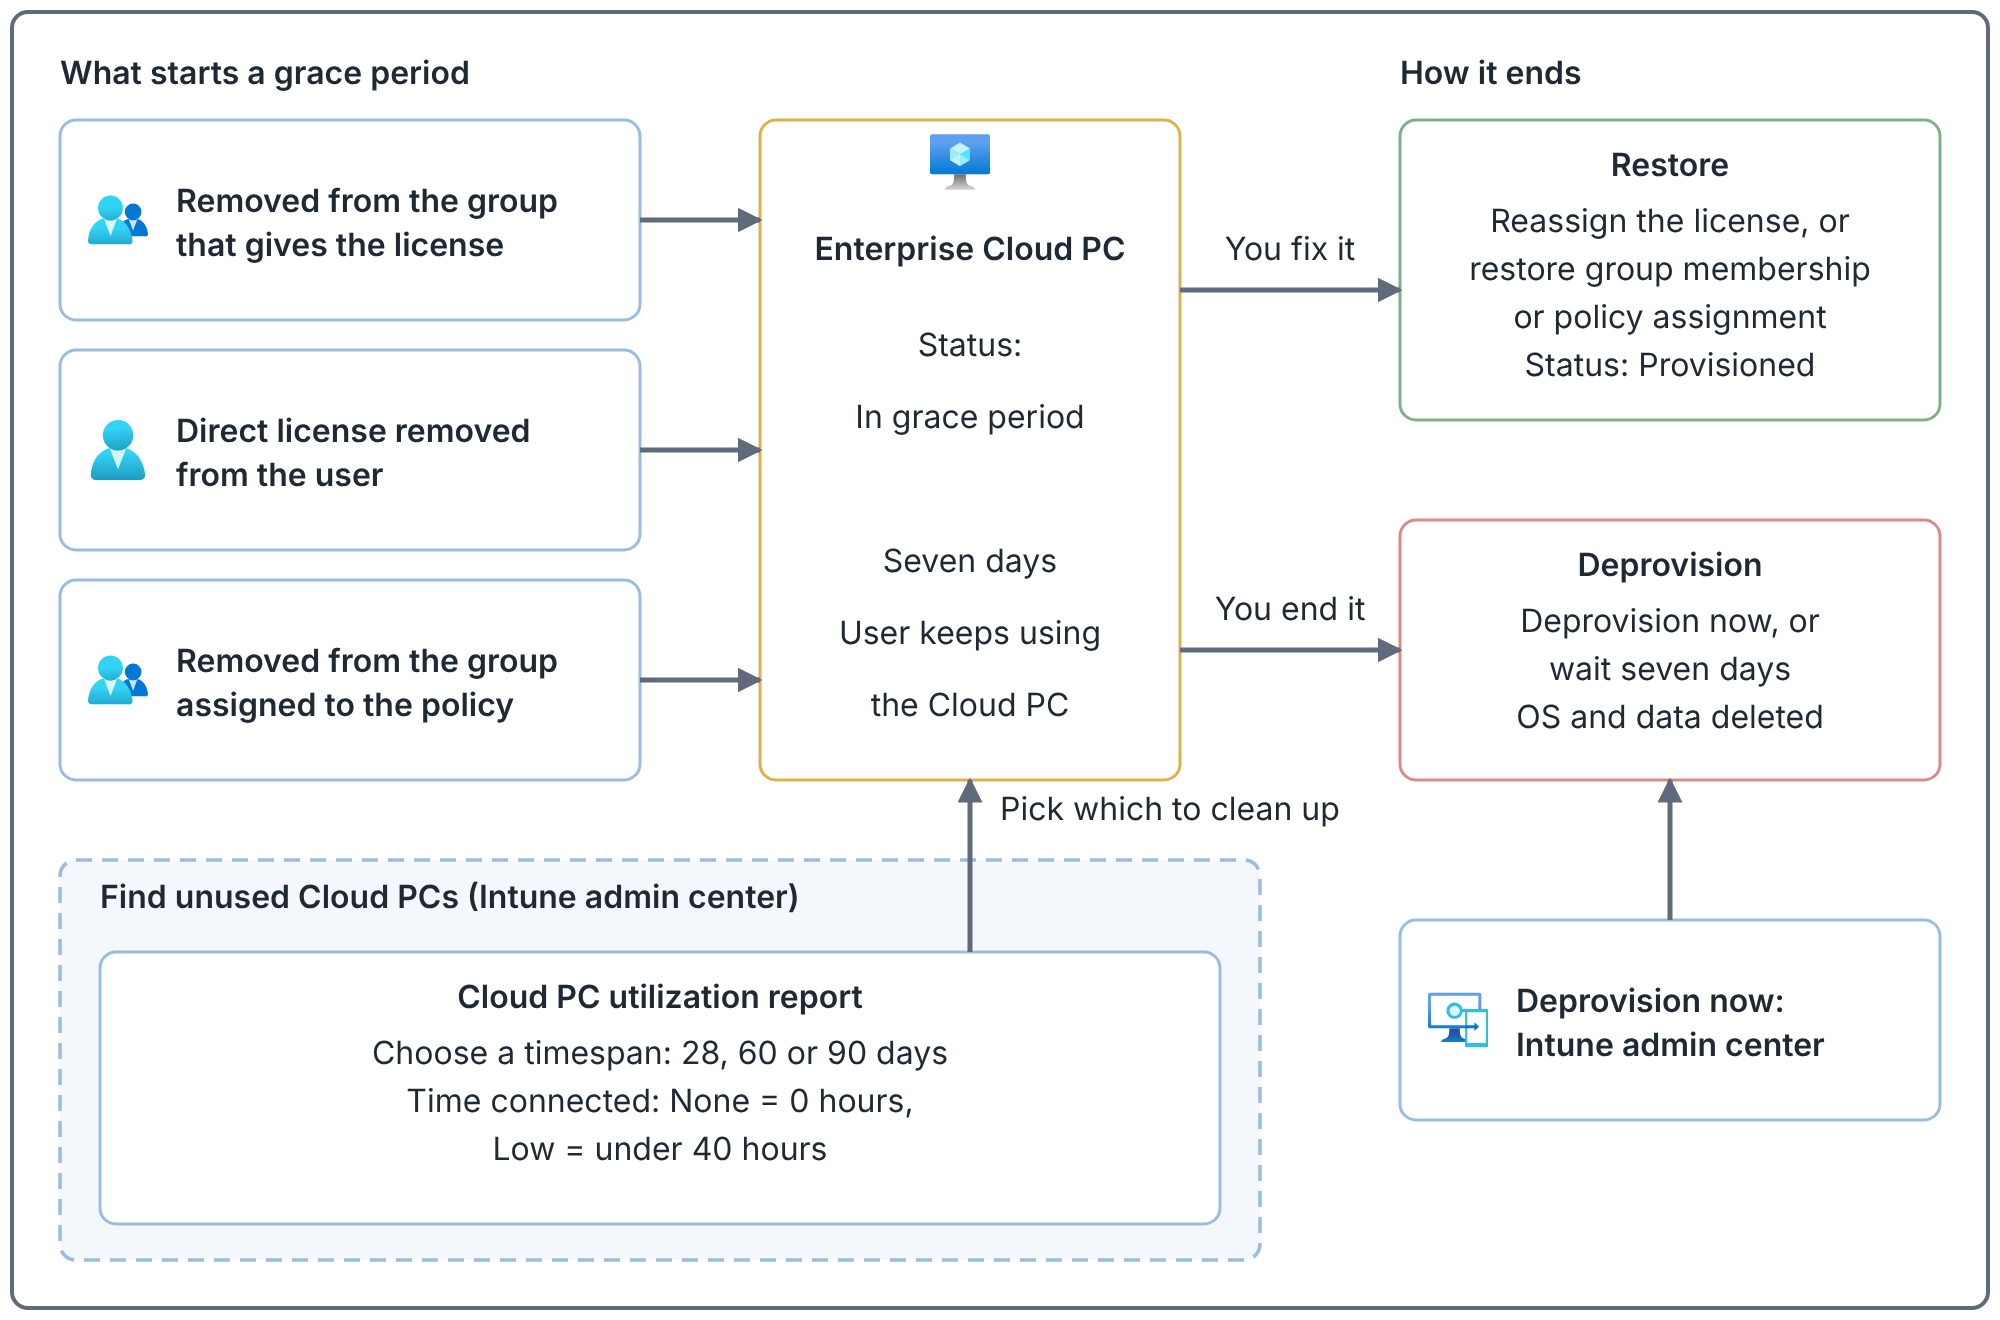 What starts a grace period
How it ends
Removed from the group
that gives the license
Direct license removed
from the user
Removed from the group
assigned to the policy
Enterprise Cloud PC
Status:
In grace period
Seven days
User keeps using
the Cloud PC
You fix it
You end it
Restore
Reassign the license, or
restore group membership
or policy assignment
Status: Provisioned
Deprovision
Deprovision now, or
wait seven days
OS and data deleted
Pick which to clean up
Find unused Cloud PCs (Intune admin center)
Cloud PC utilization report
Choose a timespan: 28, 60 or 90 days
Time connected: None = 0 hours,
Low = under 40 hours
Deprovision now:
Intune admin center